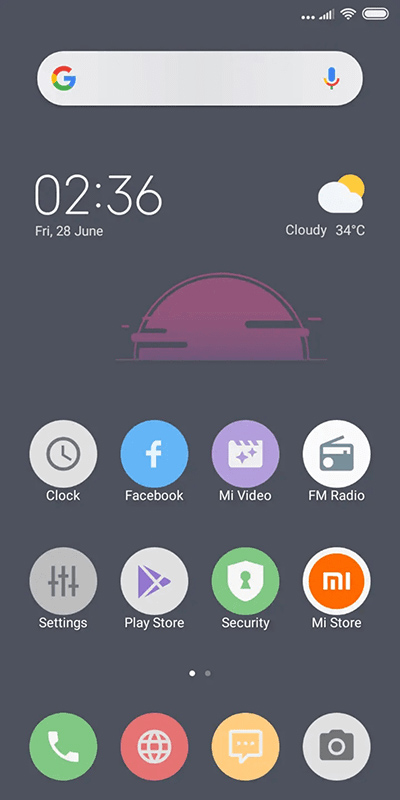 02:36
Fri, 28 June
Cloudy 34°C
Clock
Facebook
Mi Video
FM Radio
Settings
Play Store
Security
Mi Store